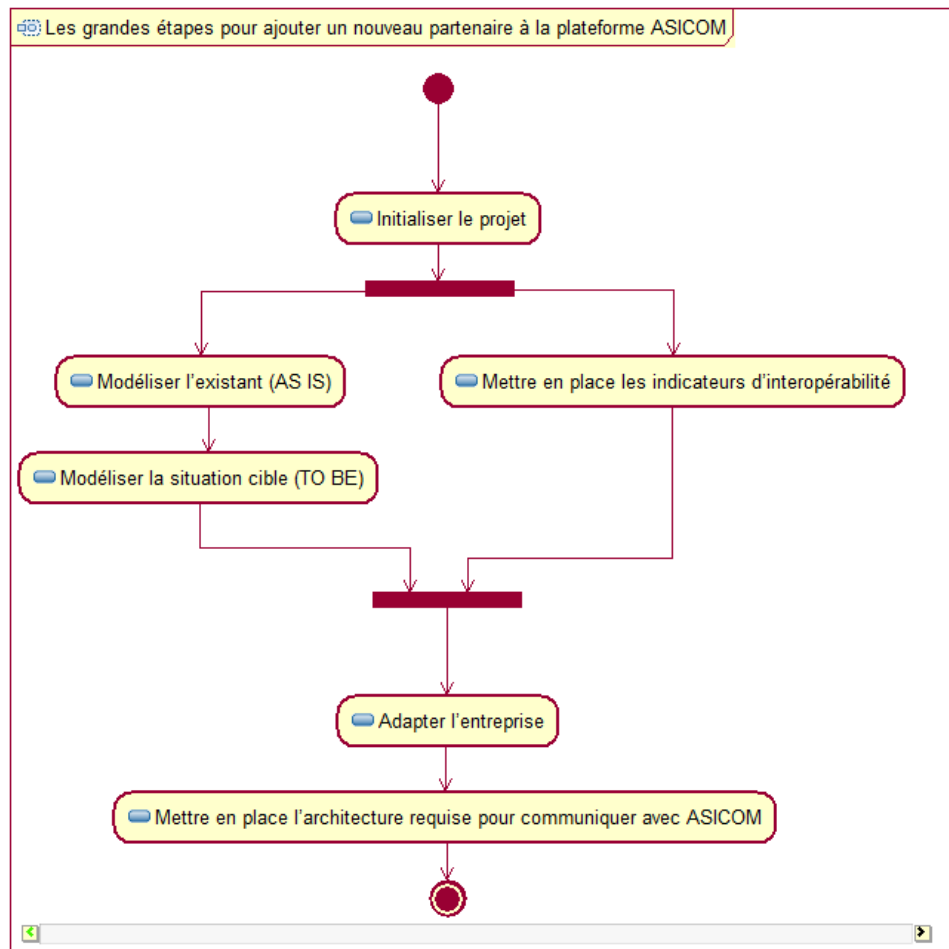 Les grandes étapes pour ajouter un nouveau partenaire à la plateforme ASICOM
Initialiser le projet
Modéliser l'existant (AS IS)
Mettre en place les indicateurs d'interopérabilité
Modéliser la situation cible (TO BE)
Adapter l'entreprise
Mettre en place l'architecture requise pour communiquer avec ASICOM